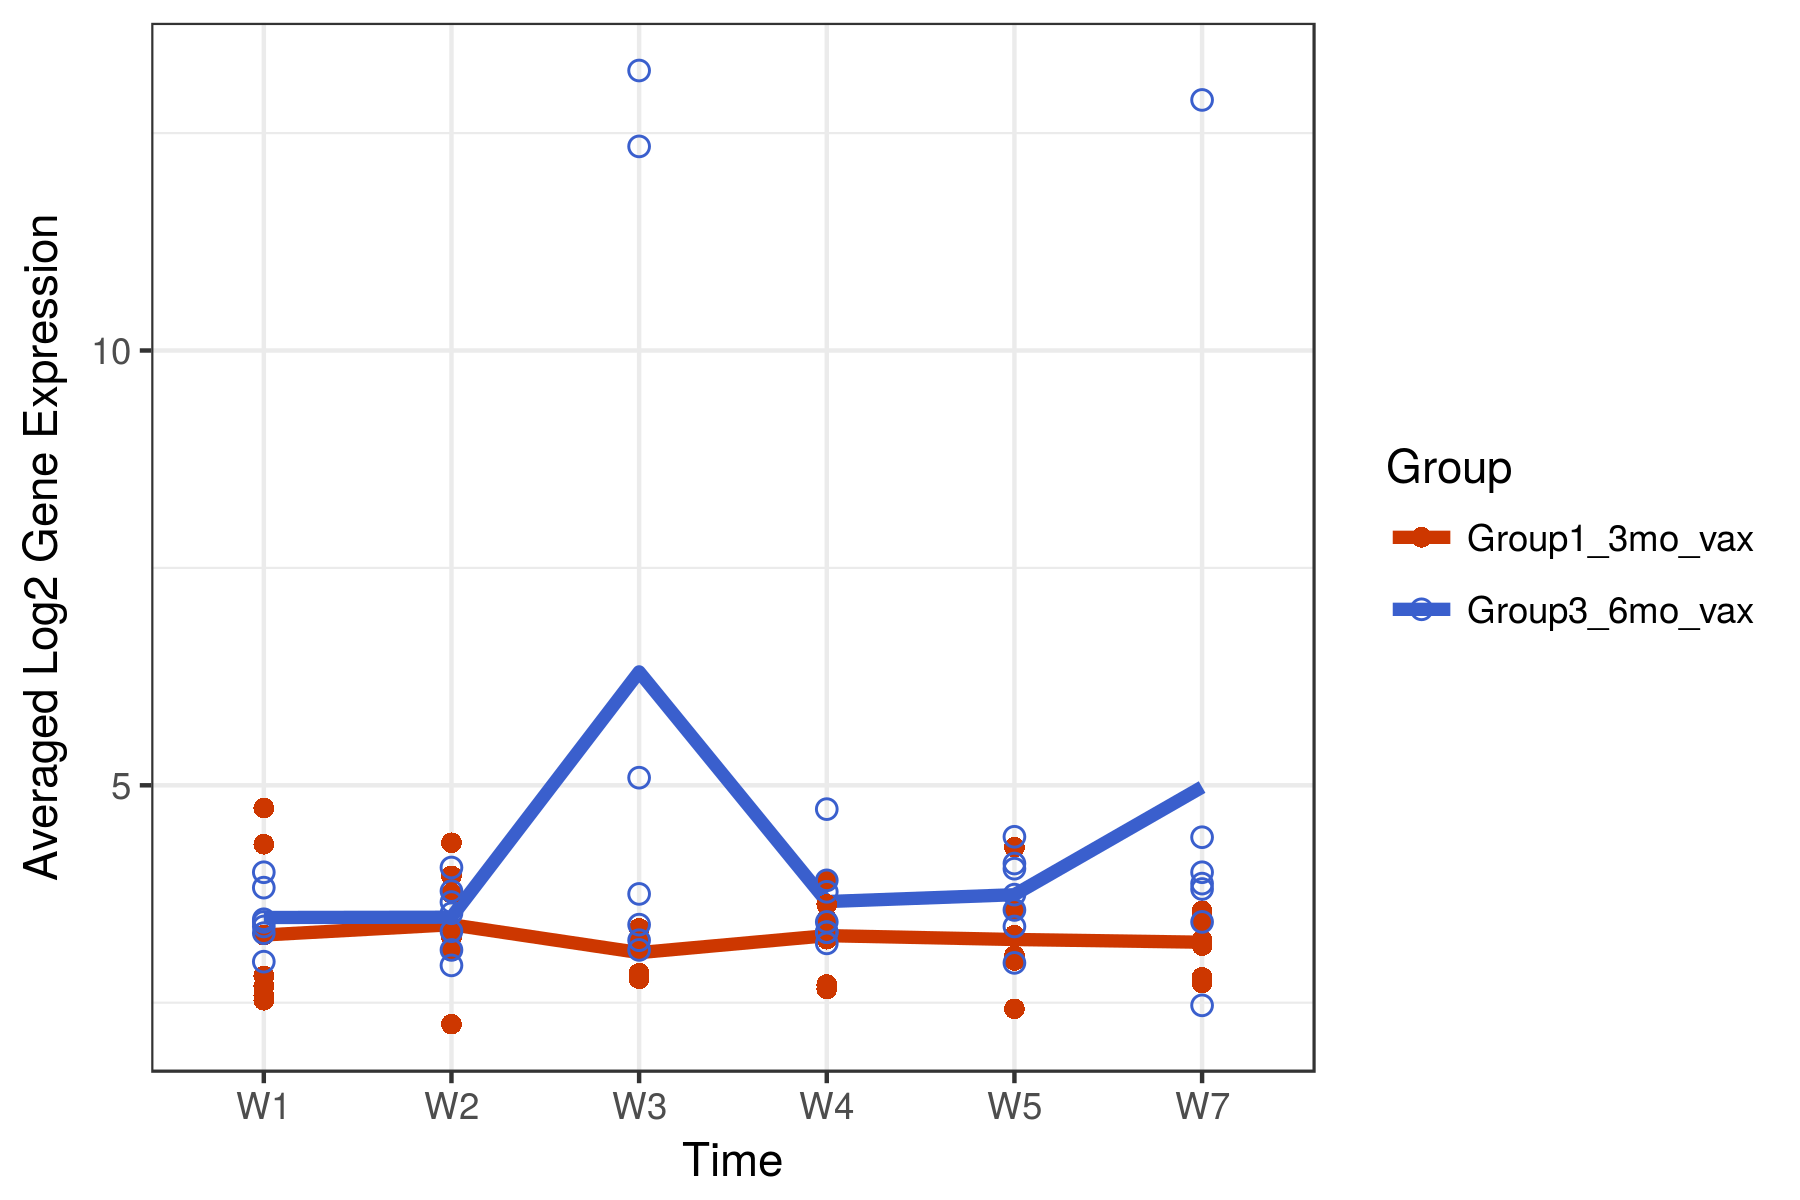 Averaged Log2 Gene Expression
10
5
W1 W2 W3 W4 W5 W7
Time
Group
Group1_3mo_vax
Group3_6mo_vax